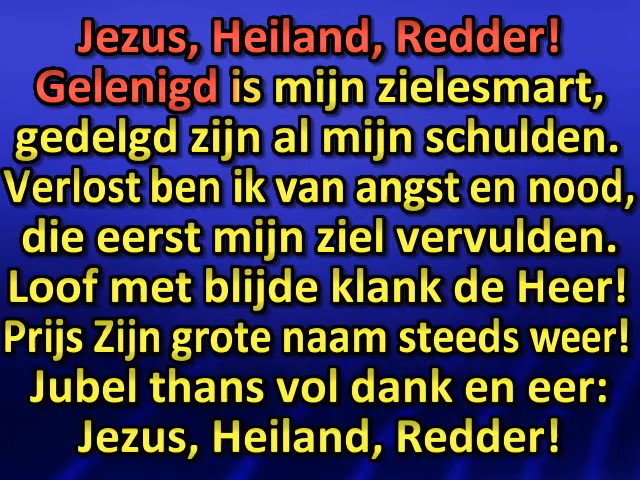 Jezus, Heiland, Redder!
Gelenigd is mijn zielesmart,
gedelgd zijn al mijn schulden.
Verlost ben ik van angst en nood,
die eerst mijn ziel vervulden.
Loof met blijde klank de Heer!
Prijs Zijn grote naam steeds weer!
Jubel thans vol dank en eer:
Jezus, Heiland, Redder!